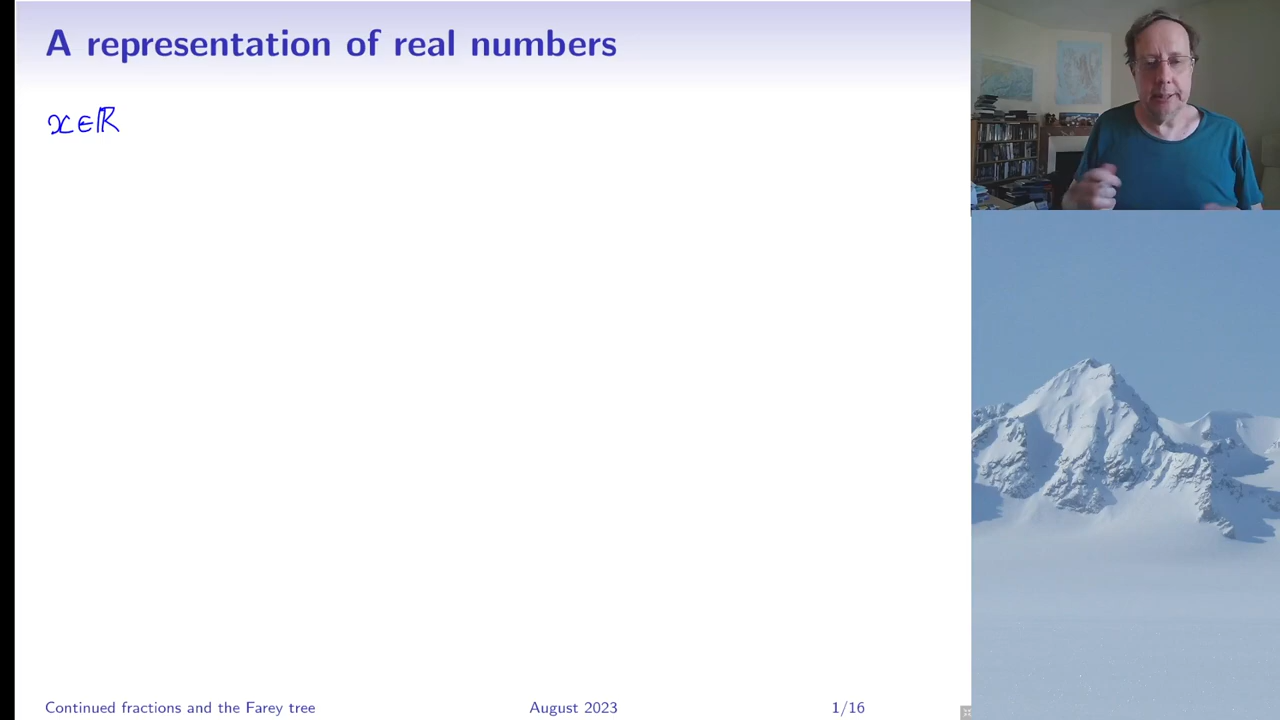 A representation of real numbers
x∈ℝ
Continued fractions and the Farey tree August 2023 1/16